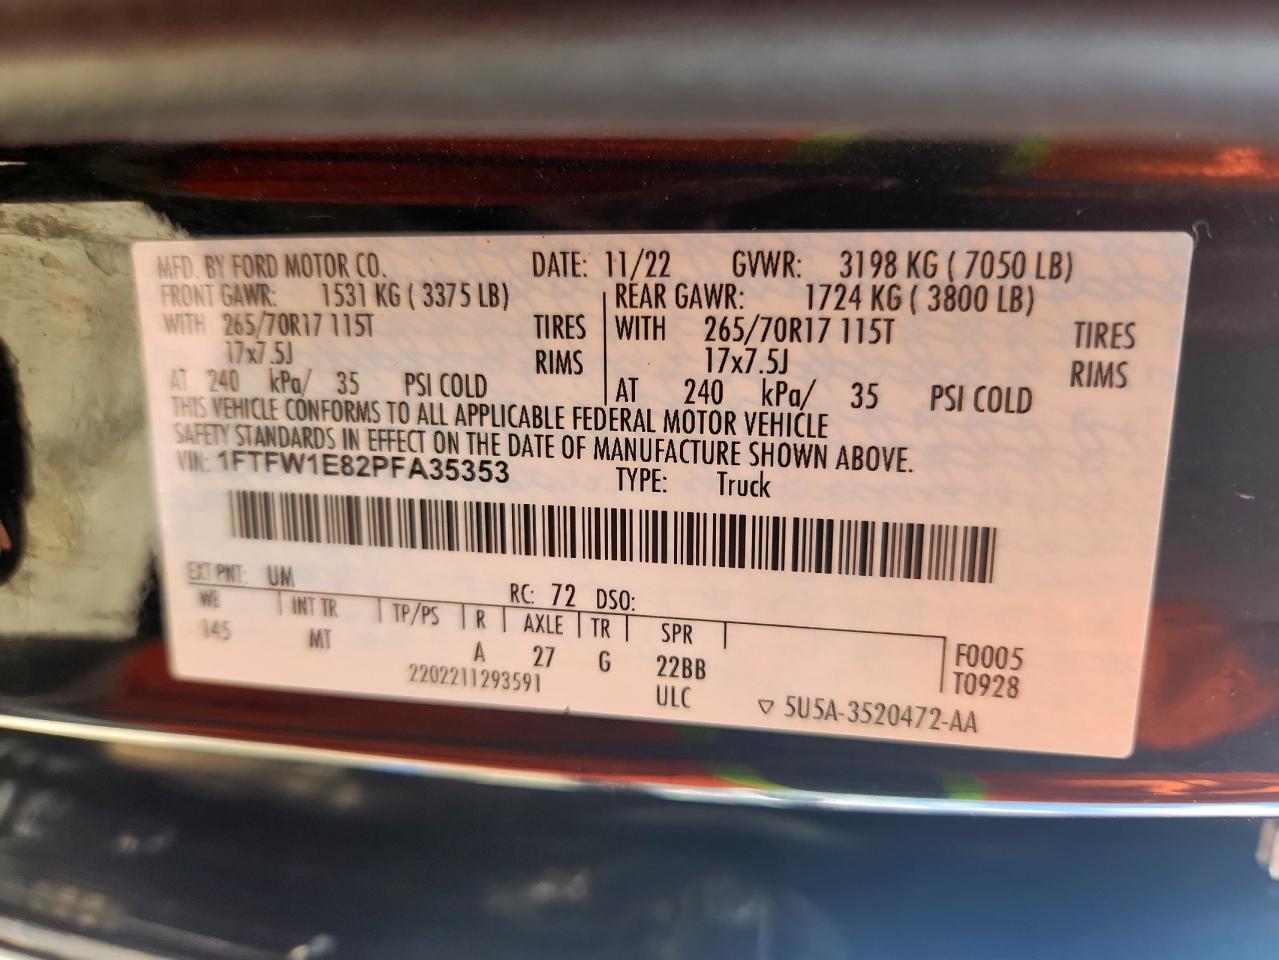 MFD. BY FORD MOTOR CO. DATE: 11/22 GVWR: 3198 KG ( 7050 LB)
FRONT GAWR: 1531 KG ( 3375 LB) REAR GAWR: 1724 KG ( 3800 LB)
WITH 265/70R17 115T TIRES WITH 265/70R17 115T TIRES
17x7.5J RIMS 17x7.5J RIMS
AT 240 kPa/ 35 PSI COLD AT 240 kPa/ 35 PSI COLD
THIS VEHICLE CONFORMS TO ALL APPLICABLE FEDERAL MOTOR VEHICLE
SAFETY STANDARDS IN EFFECT ON THE DATE OF MANUFACTURE SHOWN ABOVE.
VIN: 1FTFW1E82PFA35353 TYPE: Truck
EXT PNT: UM RC: 72 DSO:
WB INT TR TP/PS R AXLE TR SPR F0005
145 MT A 27 G 22BB T0928
2202211293591 ULC ▽ 5U5A-3520472-AA